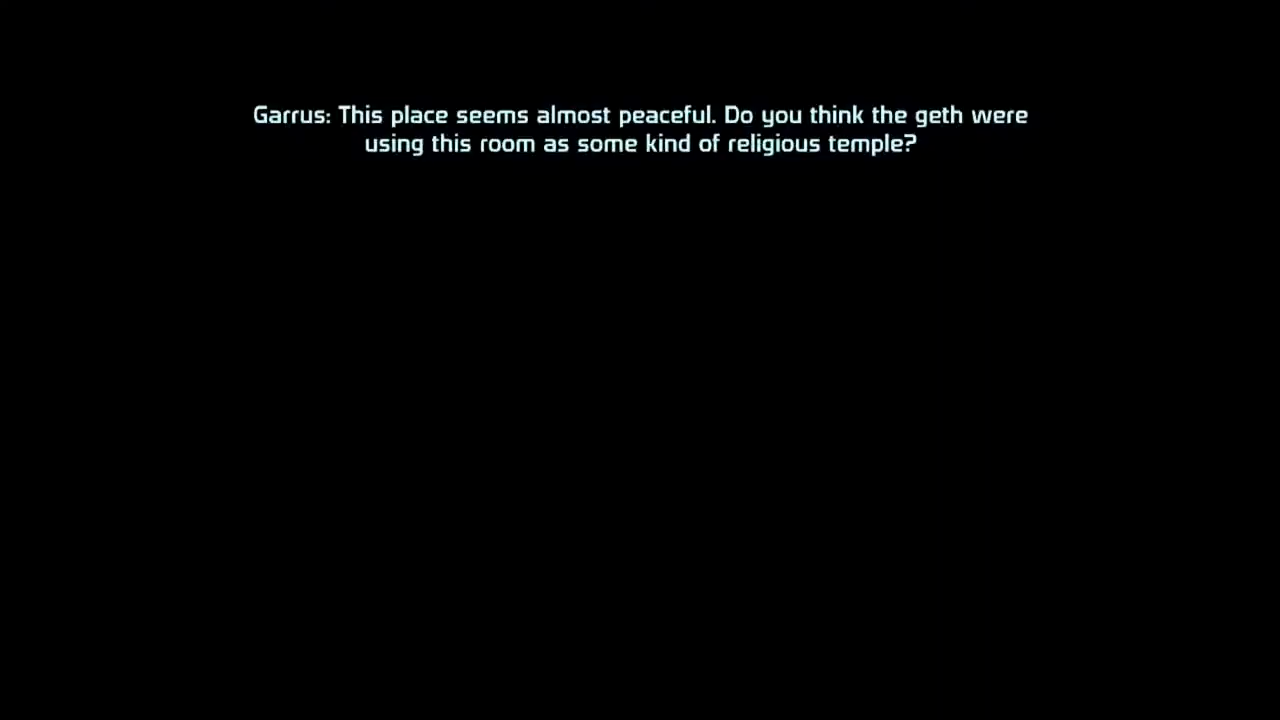 Garrus: This place seems almost peaceful. Do you think the geth were
using this room as some kind of religious temple?